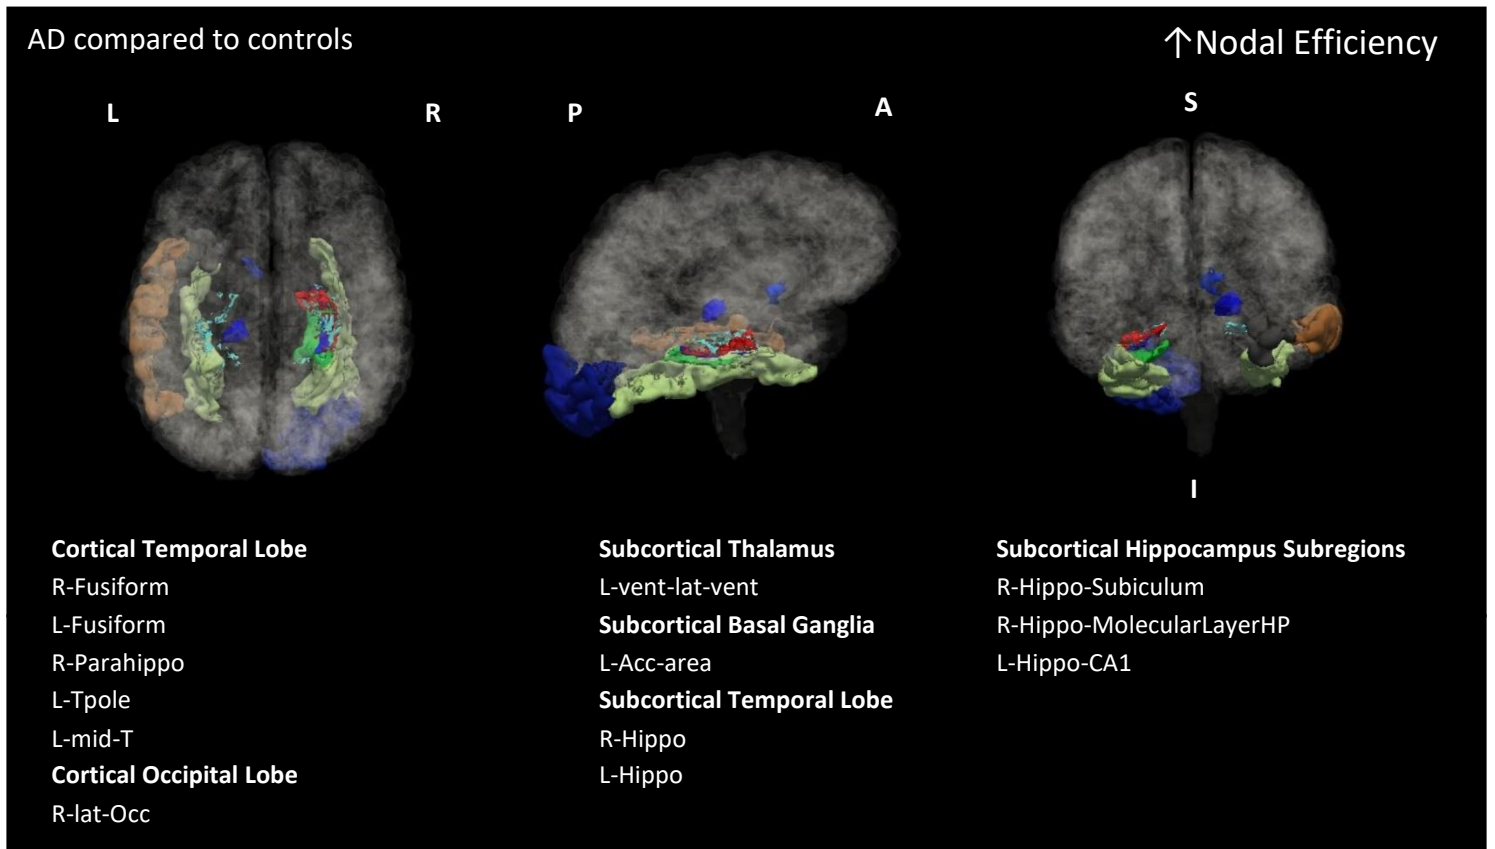 AD compared to controls
↑Nodal Efficiency
L
R
P
A
S
I
Cortical Temporal Lobe
R-Fusiform
L-Fusiform
R-Parahippo
L-Tpole
L-mid-T
Cortical Occipital Lobe
R-lat-Occ
Subcortical Thalamus
L-vent-lat-vent
Subcortical Basal Ganglia
L-Acc-area
Subcortical Temporal Lobe
R-Hippo
L-Hippo
Subcortical Hippocampus Subregions
R-Hippo-Subiculum
R-Hippo-MolecularLayerHP
L-Hippo-CA1